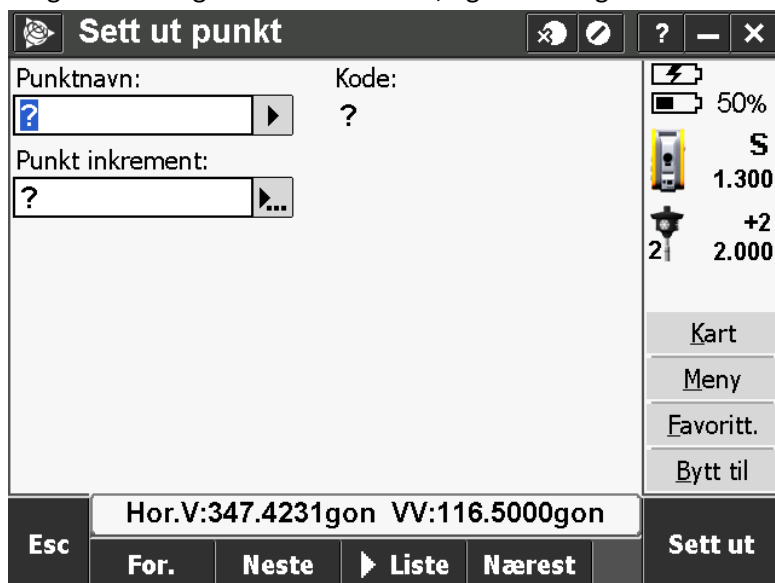 Sett ut punkt
? – ×
Punktnavn:
Kode:
?
?
Punkt inkrement:
?
50%
S
1.300
+2
2 2.000
Kart
Meny
Favoritt.
Bytt til
Hor.V:347.4231gon VV:116.5000gon
Esc
For.
Neste
Liste
Nærest
Sett ut